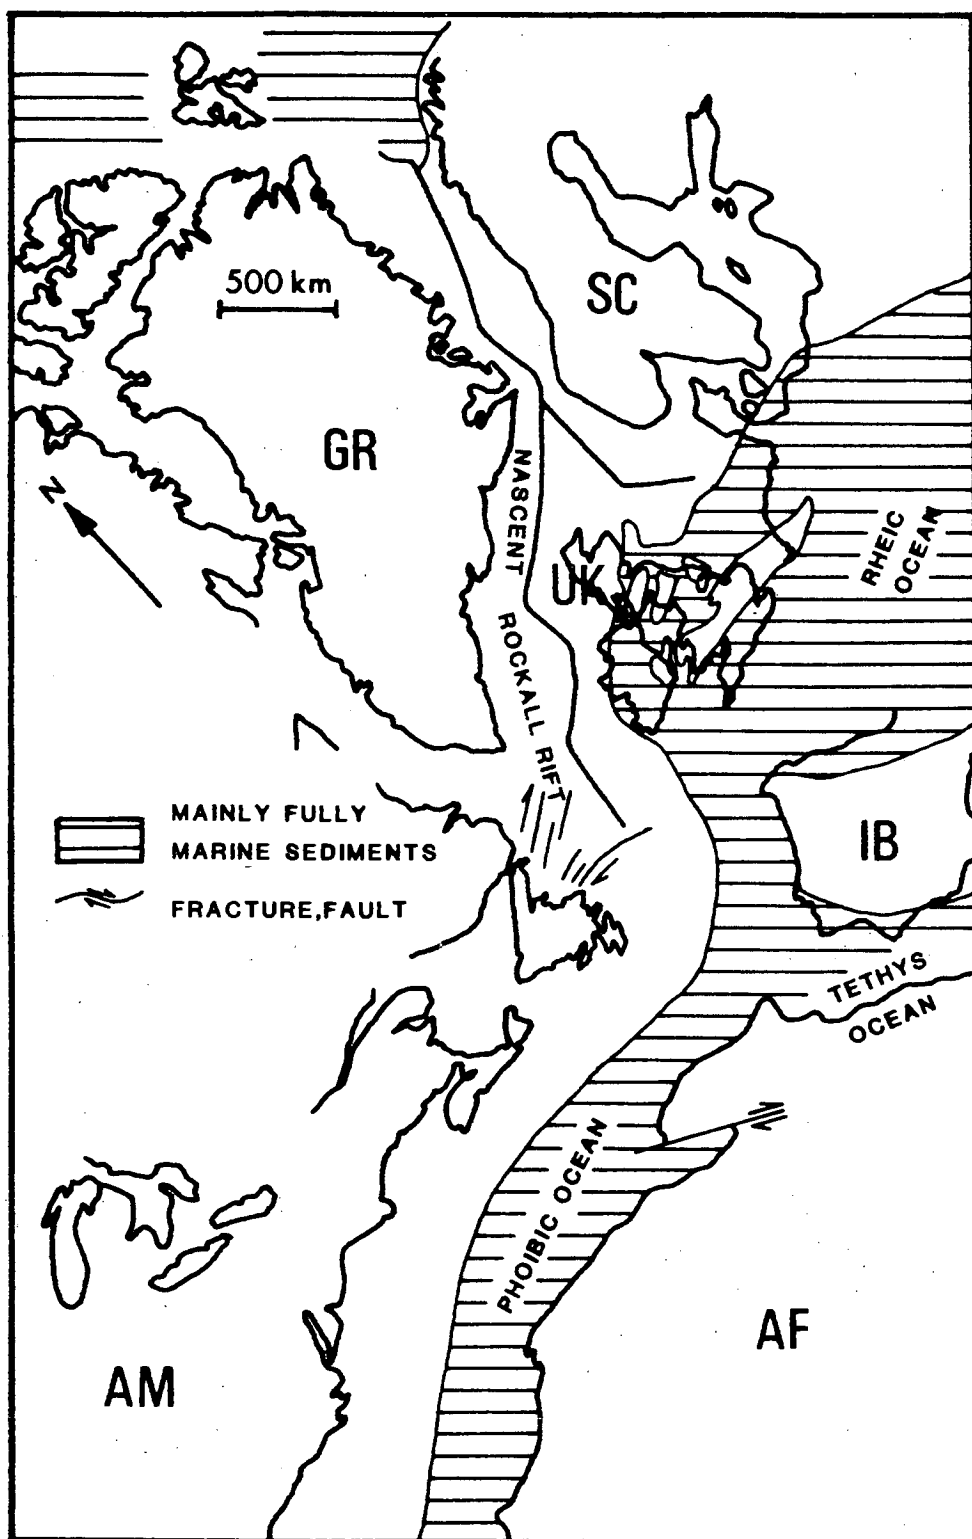 500 km
SC
GR
N
NASCENT
ROCKALL RIFT
UK
RHEIC
OCEAN
MAINLY FULLY
MARINE SEDIMENTS
FRACTURE,FAULT
IB
TETHYS
OCEAN
PHOIBIC OCEAN
AM
AF